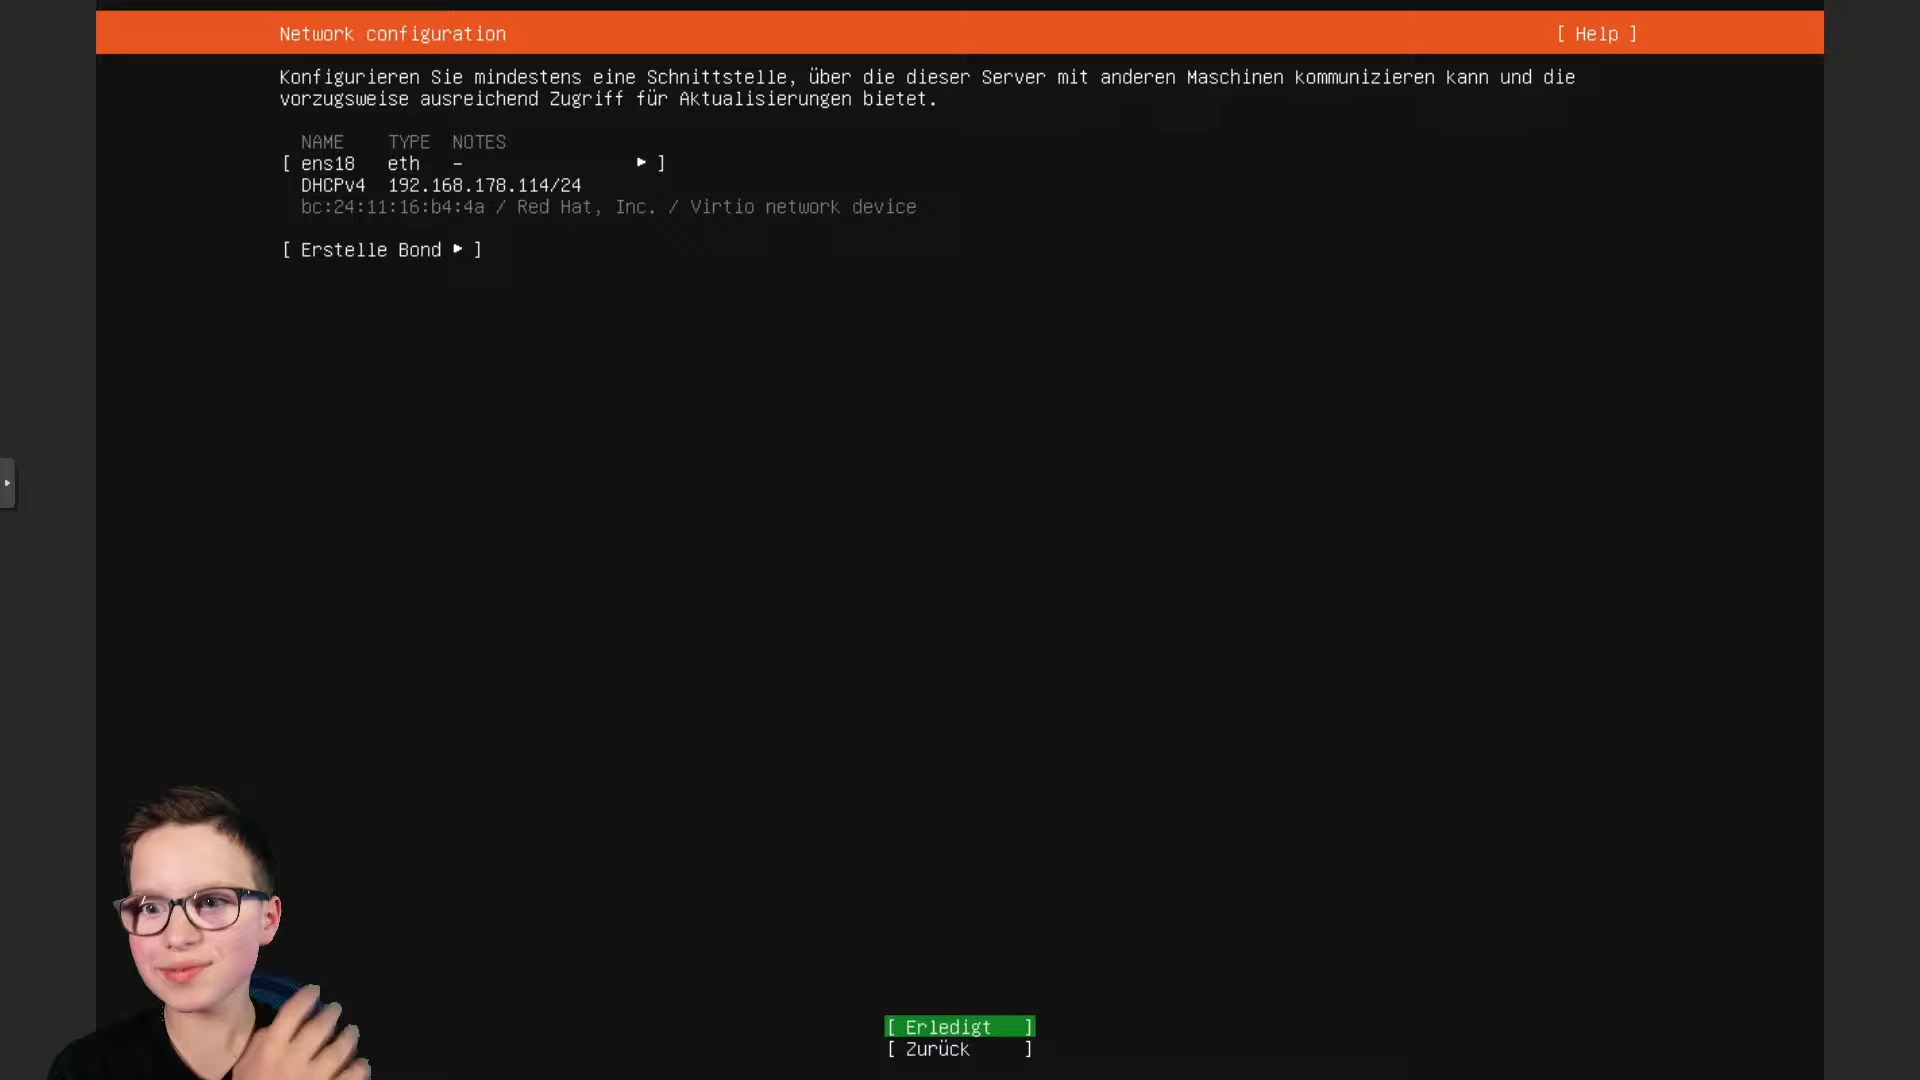 Network configuration [ Help ]
Konfigurieren Sie mindestens eine Schnittstelle, über die dieser Server mit anderen Maschinen kommunizieren kann und die
vorzugsweise ausreichend Zugriff für Aktualisierungen bietet.
NAME TYPE NOTES
[ ens18 eth – ▸ ]
DHCPv4 192.168.178.114/24
bc:24:11:16:b4:4a / Red Hat, Inc. / Virtio network device
[ Erstelle Bond ▸ ]
[ Erledigt ]
[ Zurück ]